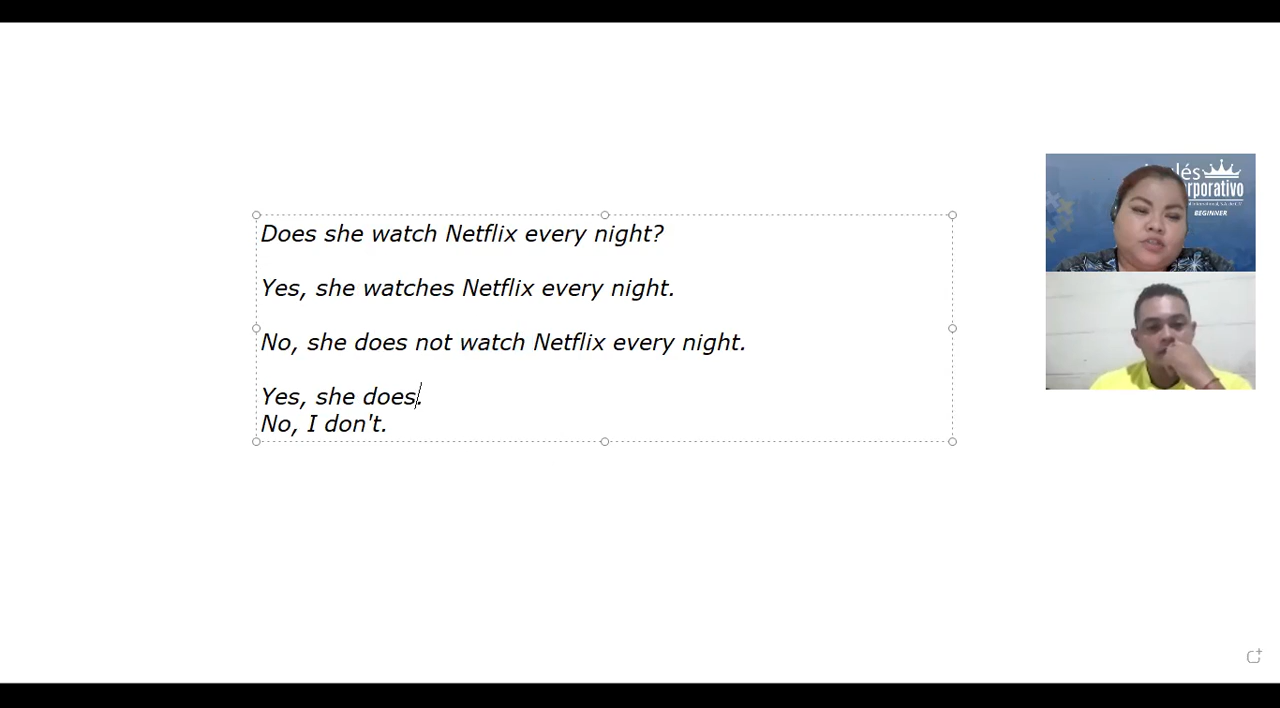 Does she watch Netflix every night?
Yes, she watches Netflix every night.
No, she does not watch Netflix every night.
Yes, she does.
No, I don't.
BEGINNER